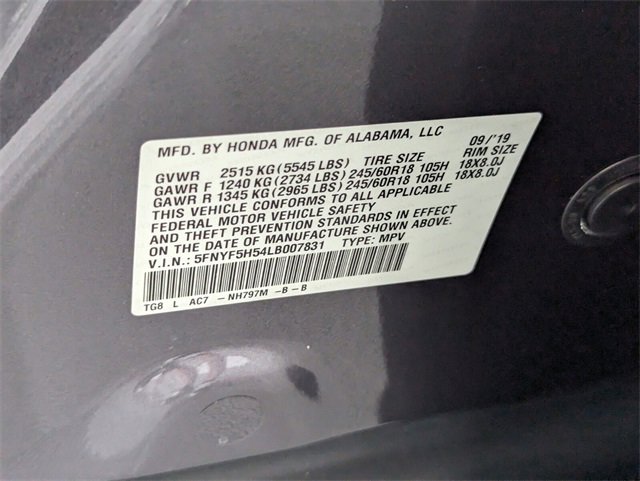 MFD. BY HONDA MFG. OF ALABAMA, LLC 09/'19
GVWR 2515 KG (5545 LBS) TIRE SIZE RIM SIZE
GAWR F 1240 KG (2734 LBS) 245/60R18 105H 18X8.0J
GAWR R 1345 KG (2965 LBS) 245/60R18 105H 18X8.0J
THIS VEHICLE CONFORMS TO ALL APPLICABLE
FEDERAL MOTOR VEHICLE SAFETY
AND THEFT PREVENTION STANDARDS IN EFFECT
ON THE DATE OF MANUFACTURE SHOWN ABOVE.
V.I.N.: 5FNYF5H54LB007831 TYPE: MPV
TG8 L AC7 - NH797M -B - B